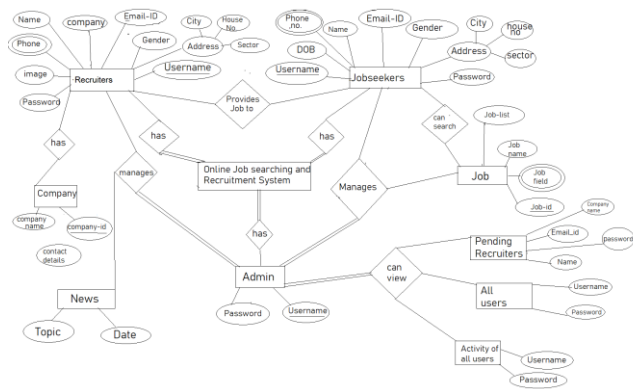 Name
company
Email-ID
City
House
No.
Phone
Gender
Address
Sector
image
Recruiters
Username
Password
Phone
.no.
Name
Email-ID
Gender
City
house
no
DOB
Address
sector
Username
Jobseekers
Password
Provides
Job to
has
has
has
can
search
Job-list
Job
name
Job
Job
field
Job-id
manages
Online Job searching and
Recruitment System
Manages
Company
company
name
company-id
contact
details
has
Admin
Password
Username
News
Topic
Date
can
view
Pending
Recruiters
Company
name
Email_id
password
Name
All
users
Username
Password
Activity of
all users
Username
Password